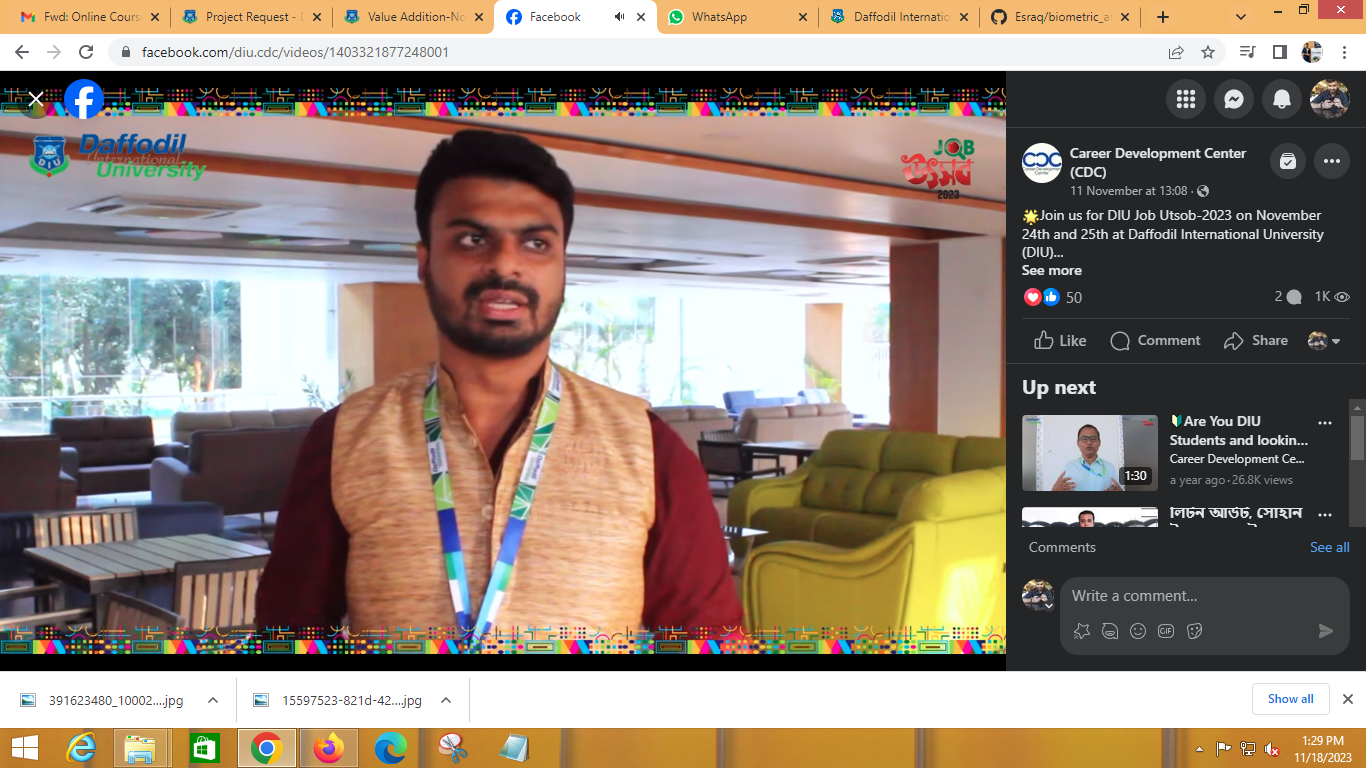 Fwd: Online Cours
Project Request - D
Value Addition-No
Facebook
WhatsApp
Daffodil Internatio
Esraq/biometric_a
facebook.com/diu.cdc/videos/1403321877248001
Daffodil
International
University
DIU
JOB
উৎসব
2023
CDC
Career Development Center (CDC)
11 November at 13:08
Join us for DIU Job Utsob-2023 on November
24th and 25th at Daffodil International University
(DIU)...
See more
50
2
1K
Like
Comment
Share
Up next
Are You DIU
Students and lookin...
Career Development Ce...
a year ago · 26.8K views
1:30
লিটন আউট, সোহান
Comments
See all
Write a comment...
GIF
391623480_10002....jpg
15597523-821d-42....jpg
Show all
1:29 PM
11/18/2023